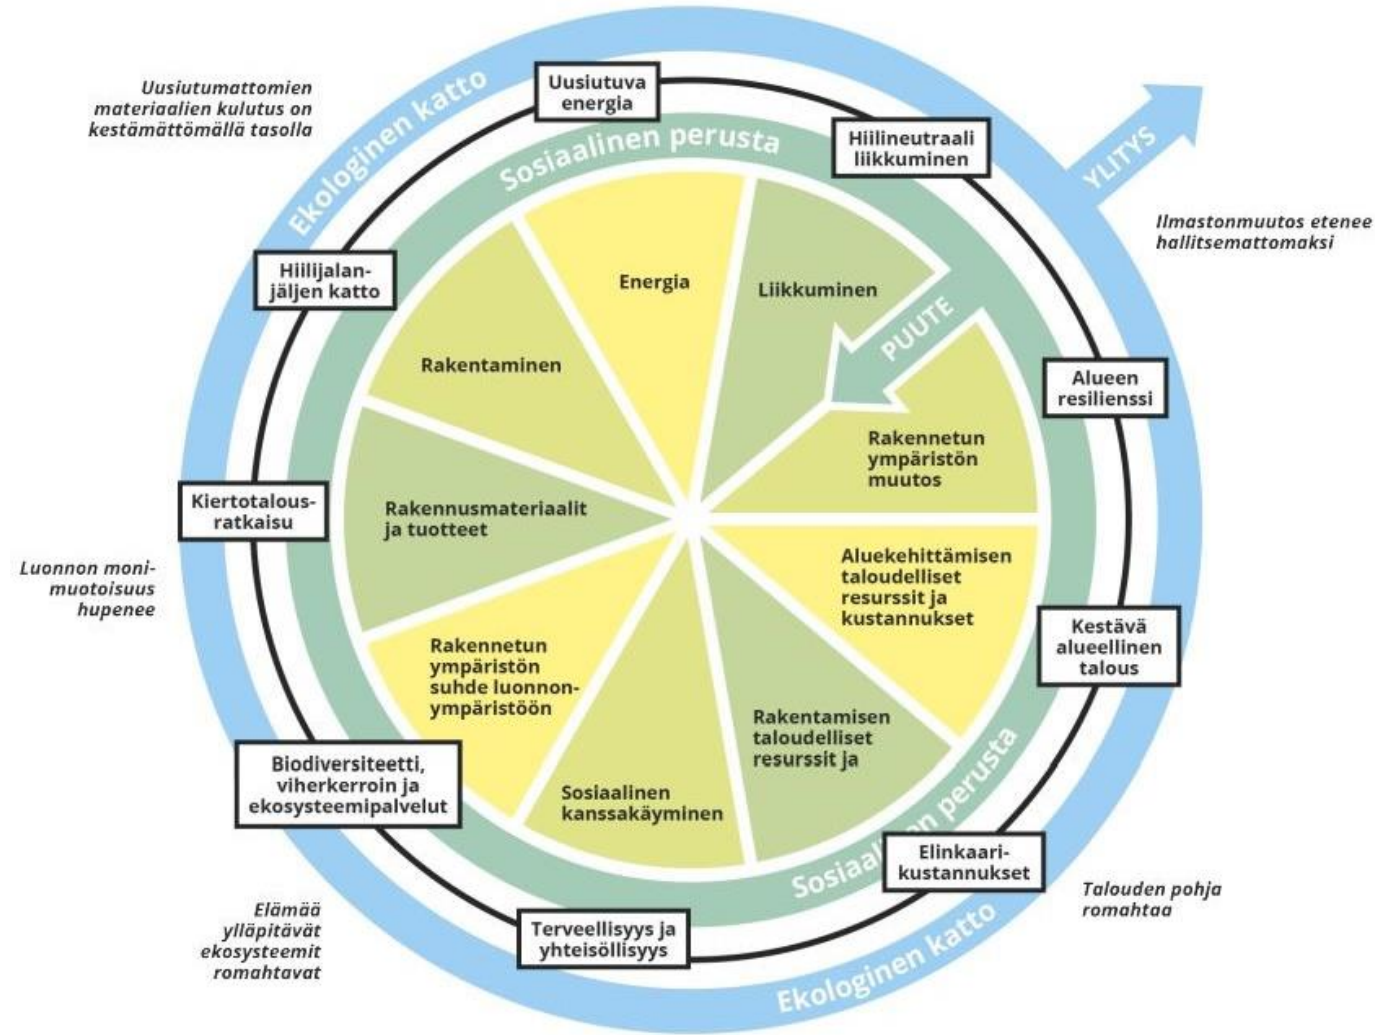 Uusiutumattomien
materiaalien kulutus on
kestämättömällä tasolla
Ekologinen katto
Uusiutuva
energia
Sosiaalinen perusta
Hiilineutraali
liikkuminen
YLITYS
Ilmastonmuutos etenee
hallitsemattomaksi
Hiilijalan-
jäljen katto
Energia
Liikkuminen
PUUTE
Rakentaminen
Alueen
resilienssi
Rakennetun
ympäristön
muutos
Kiertotalous-
ratkaisu
Rakennusmateriaalit
ja tuotteet
Luonnon moni-
muotoisuus
hupenee
Aluekehittämisen
taloudelliset
resurssit ja
kustannukset
Kestävä
alueellinen
talous
Rakennetun
ympäristön
suhde luonnon-
ympäristöön
Rakentamisen
taloudelliset
resurssit ja
Sosiaalinen
kanssakäyminen
Biodiversiteetti,
viherkerroin ja
ekosysteemipalvelut
Sosiaal en perusta
Elinkaari-
kustannukset
Talouden pohja
romahtaa
Elämää
ylläpitävät
ekosysteemit
romahtavat
Terveellisyys ja
yhteisöllisyys
Ekologinen katto